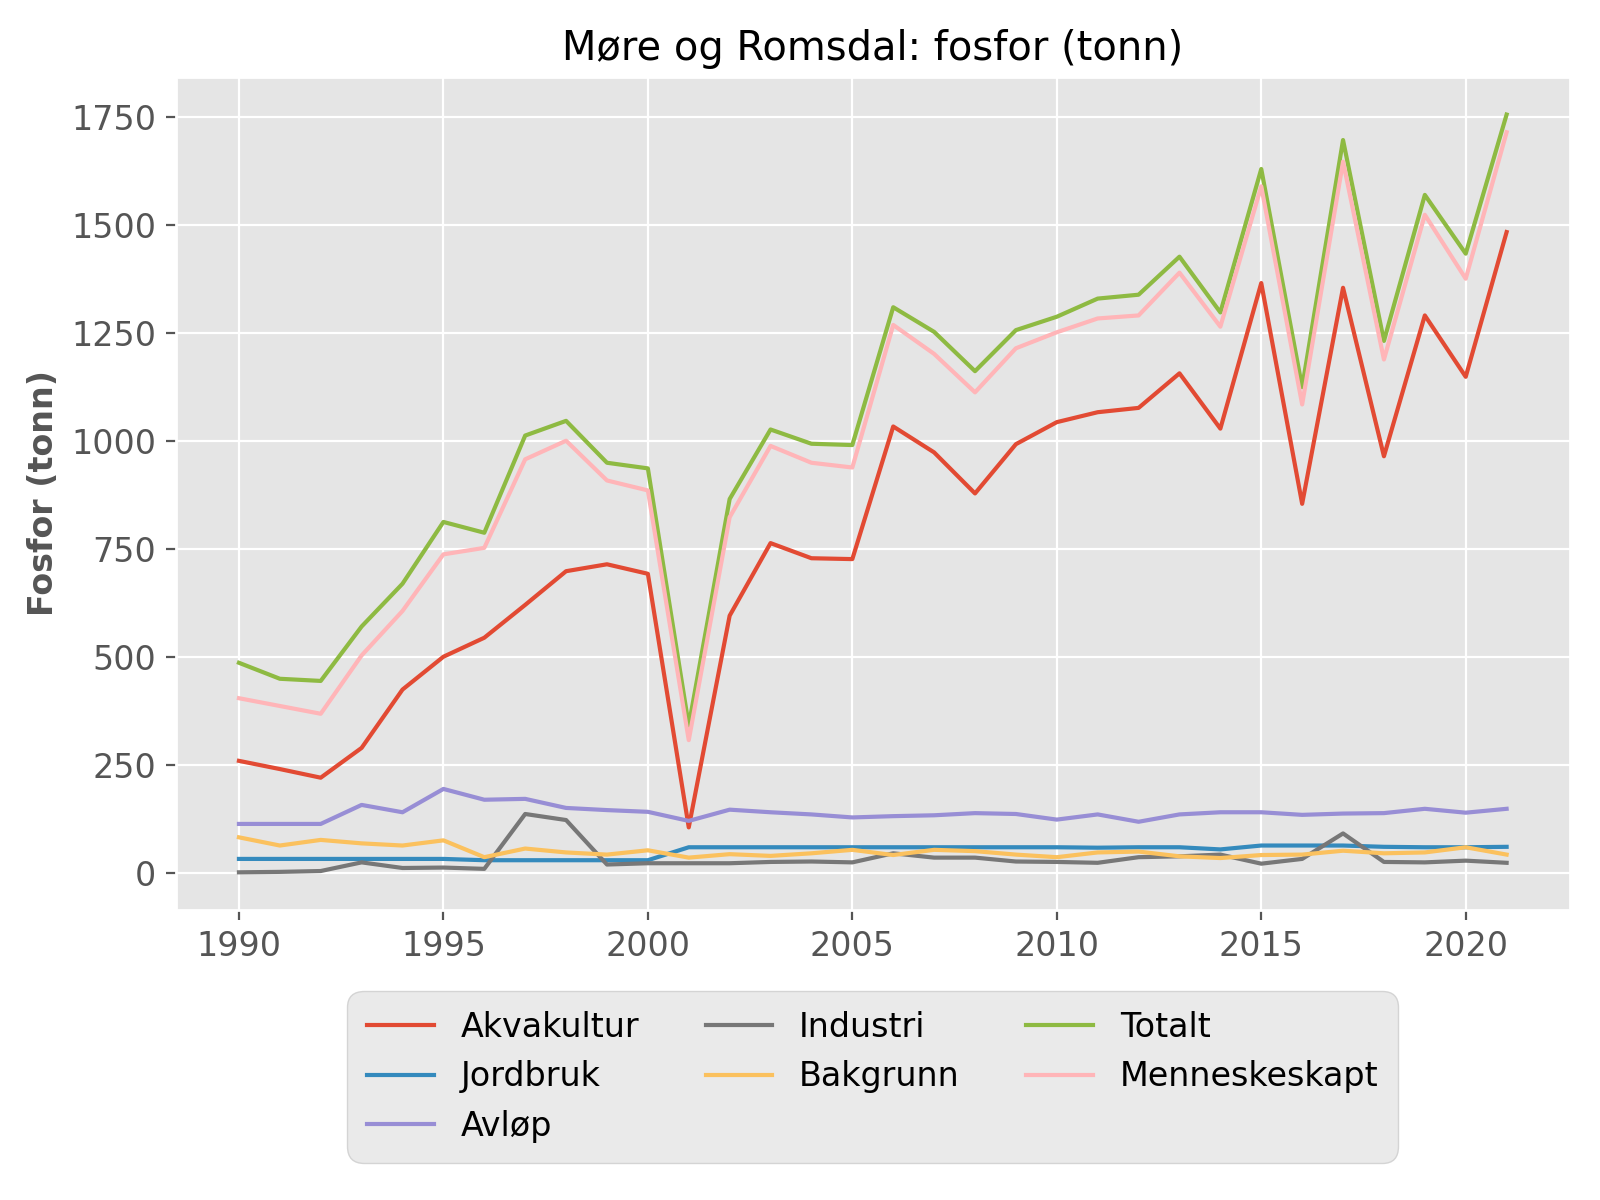 Møre og Romsdal: fosfor (tonn)
Fosfor (tonn)
1750
1500
1250
1000
750
500
250
0
1990 1995 2000 2005 2010 2015 2020
Akvakultur Industri Totalt
Jordbruk Bakgrunn Menneskeskapt
Avløp